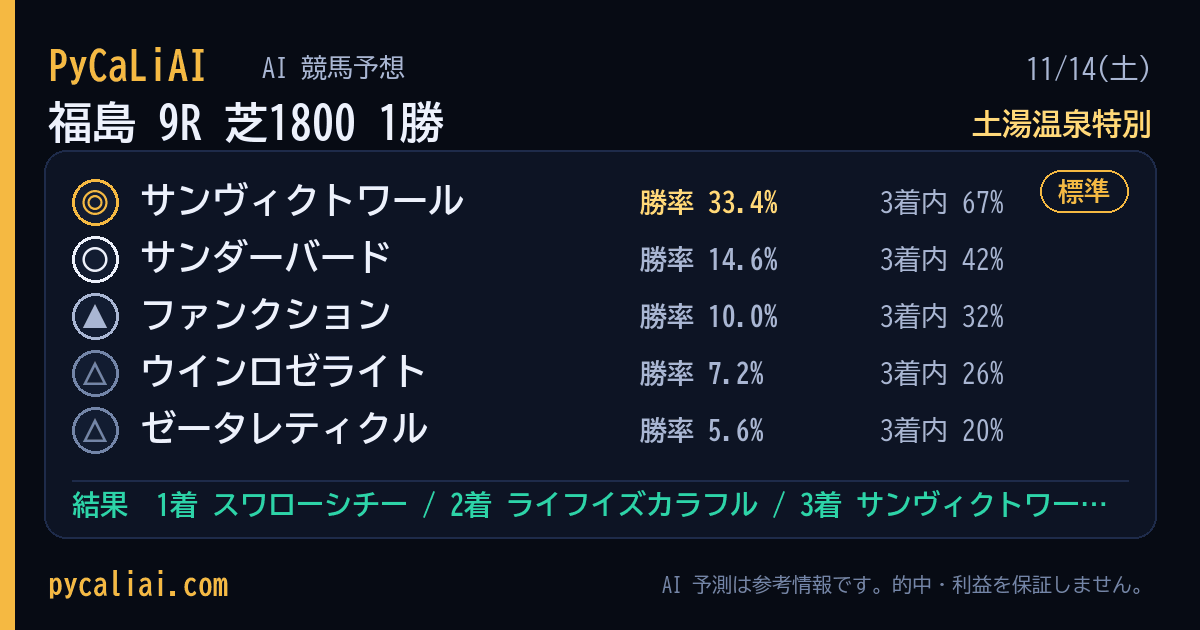 PyCaLiAI AI 競馬予想 11/14(土)
福島 9R 芝1800 1勝 土湯温泉特別
◎ サンヴィクトワール 勝率 33.4% 3着内 67% 標準
○ サンダーバード 勝率 14.6% 3着内 42%
▲ ファンクション 勝率 10.0% 3着内 32%
△ ウインロゼライト 勝率 7.2% 3着内 26%
△ ゼータレティクル 勝率 5.6% 3着内 20%
結果 1着 スワローシチー / 2着 ライフイズカラフル / 3着 サンヴィクトワー…
pycaliai.com AI 予測は参考情報です。的中・利益を保証しません。